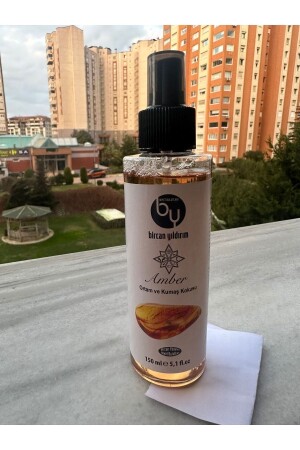 by
bircan yıldırım
Amber
Ortam ve Kumaş Kokusu
150 ml e 5,1 fl.oz